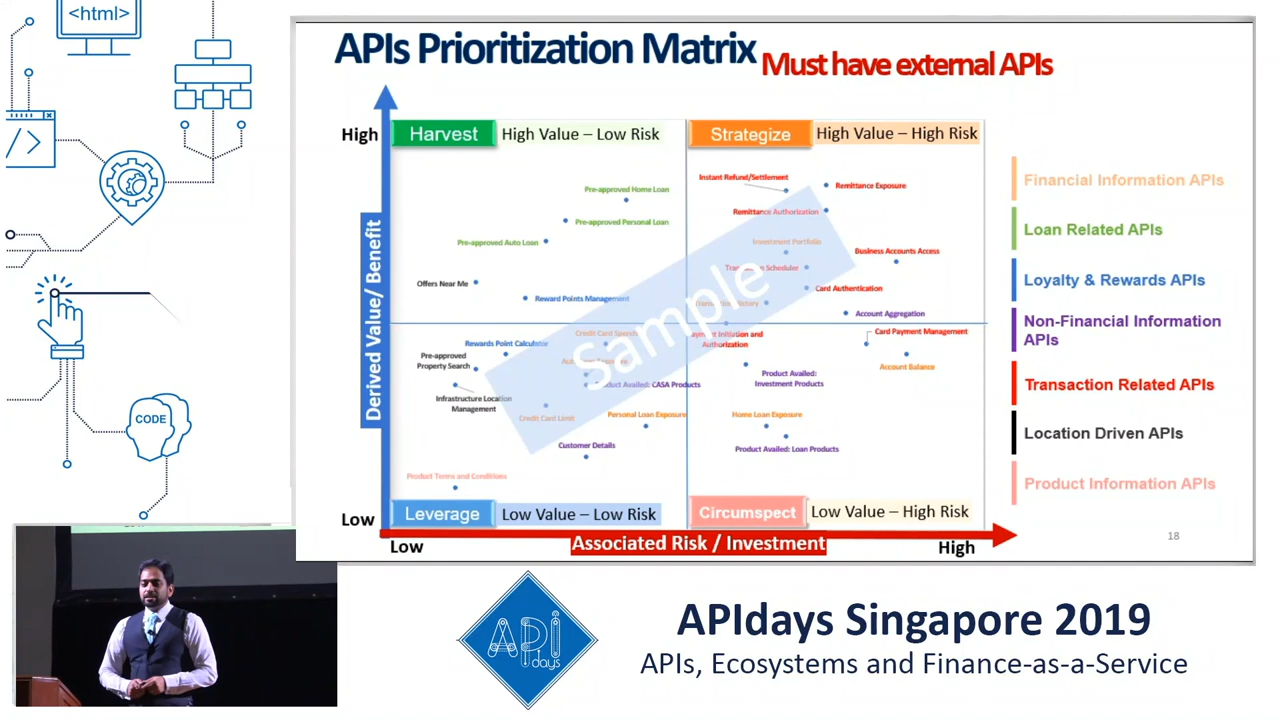 <html>
APIs Prioritization Matrix
Must have external APIs
High
Harvest
High Value – Low Risk
Strategize
High Value – High Risk
Instant Refund/Settlement
Pre-approved Home Loan
Remittance Exposure
Remittance Authorization
Pre-approved Personal Loan
Pre-approved Auto Loan
Investment Portfolio
Business Accounts Access
Transaction Scheduler
Offers Near Me
Card Authentication
Reward Points Management
Account Aggregation
Credit Card
Card Payment Management
Rewards Point Calculator
and
Authorization
Pre-approved
Property Search
Account Balance
Product Availed:
Investment Products
Availed: CASA Products
Infrastructure Location
Management
Credit Card Limit
Personal Loan Exposure
Home Loan Exposure
Customer Details
Product Availed: Loan Products
Product Terms and Conditions
Sample
Derived Value/ Benefit
Low
Leverage
Low Value – Low Risk
Circumspect
Low Value – High Risk
Low
Associated Risk / Investment
High
Financial Information APIs
Loan Related APIs
Loyalty & Rewards APIs
Non-Financial Information
APIs
Transaction Related APIs
Location Driven APIs
Product Information APIs
18
</>
CODE
API
days
APIdays Singapore 2019
APIs, Ecosystems and Finance-as-a-Service